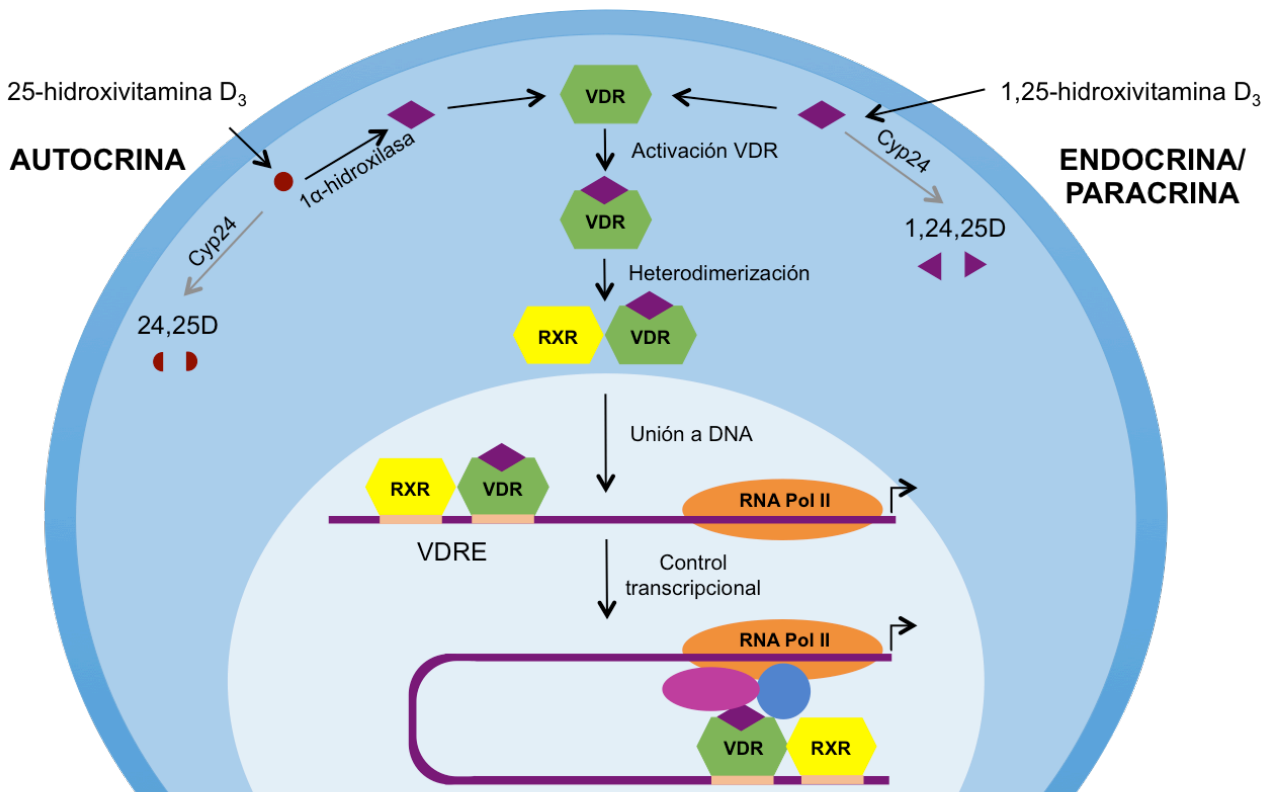 25-hidroxivitamina D3
AUTOCRINA
1α-hidroxilasa
Cyp24
24,25D
VDR
Activación VDR
VDR
Heterodimerización
RXR
VDR
1,25-hidroxivitamina D3
ENDOCRINA/
PARACRINA
Cyp24
1,24,25D
Unión a DNA
RXR
VDR
RNA Pol II
VDRE
Control
transcripcional
RNA Pol II
VDR
RXR